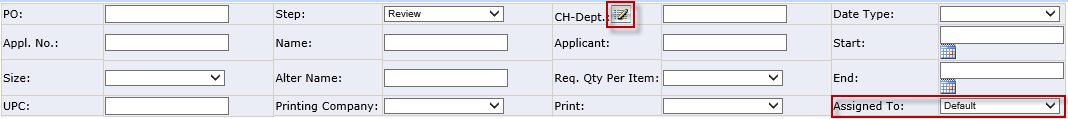 PO: Step: Review CH-Dept.: Date Type:
Appl. No.: Name: Applicant: Start:
Size: Alter Name: Req. Qty Per Item: End:
UPC: Printing Company: Print: Assigned To: Default